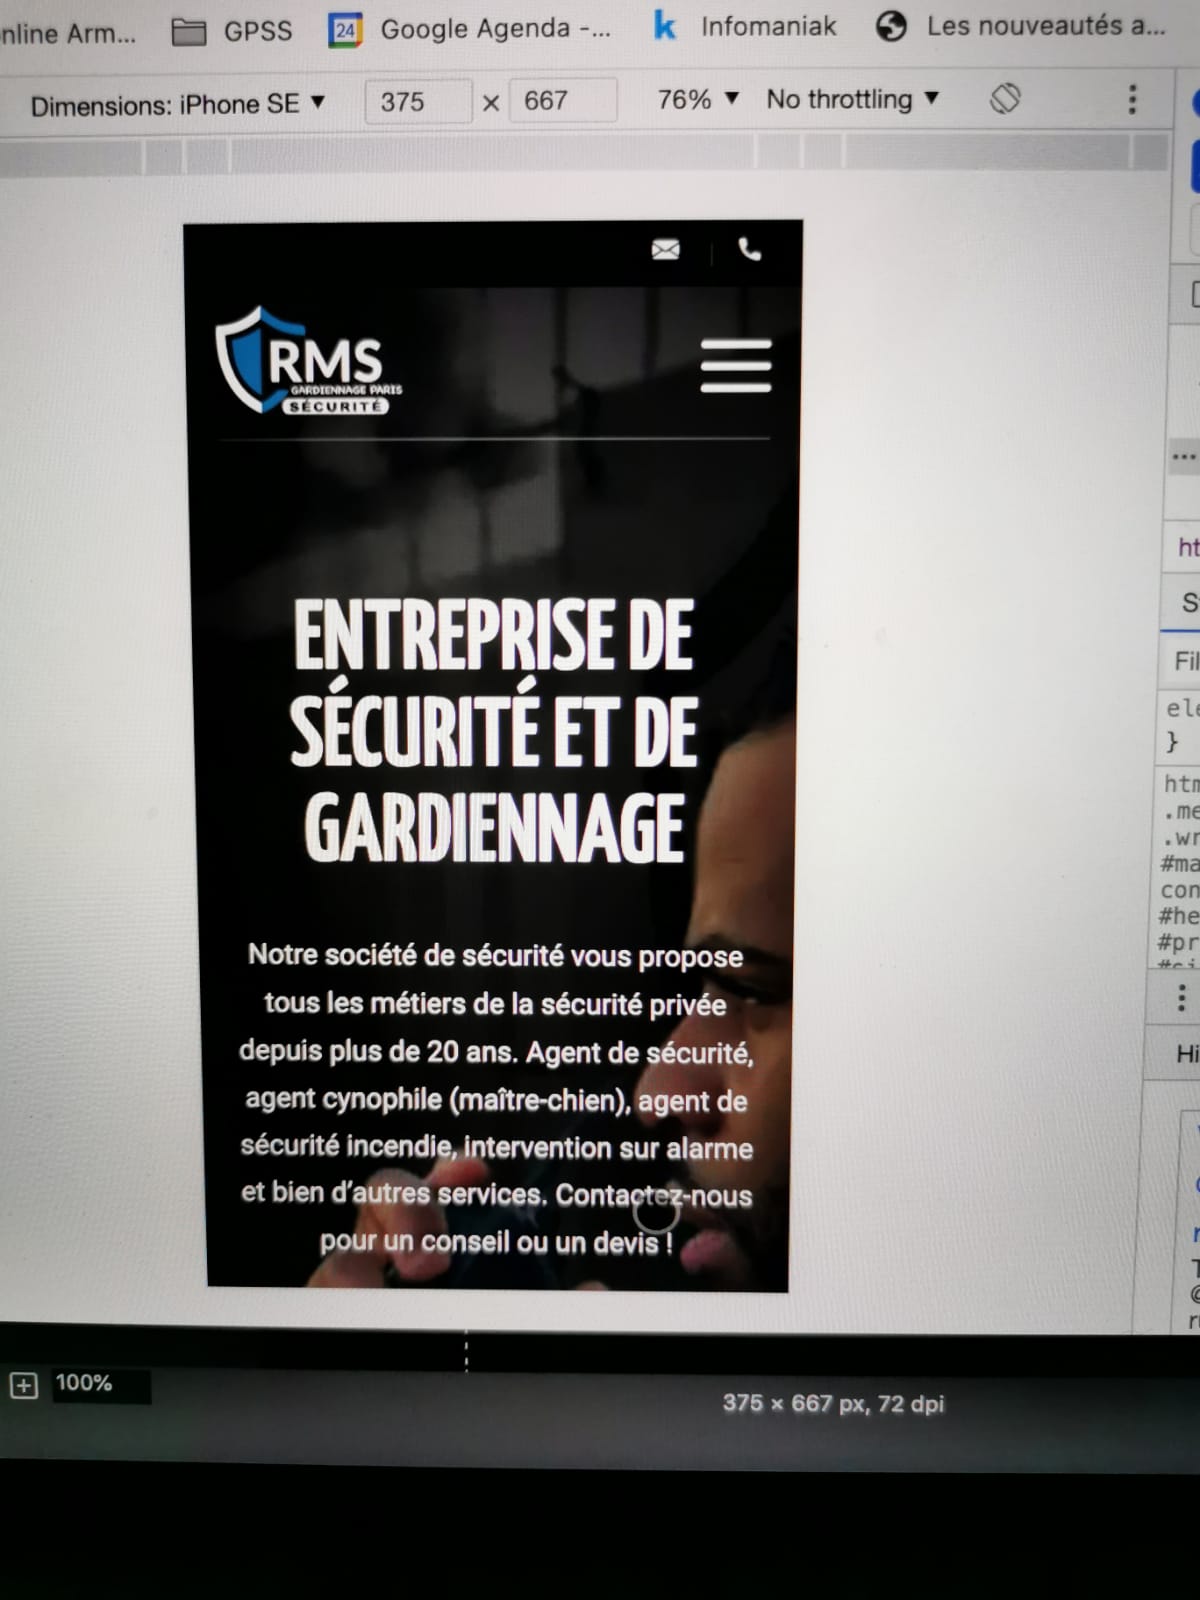 nline Arm...
GPSS
24
Google Agenda -...
Infomaniak
Les nouveautés a...
Dimensions: iPhone SE
375
×
667
76%
No throttling
RMS
GARDIENNAGE PARIS
SÉCURITÉ
ENTREPRISE DE
SÉCURITÉ ET DE
GARDIENNAGE
Notre société de sécurité vous propose
tous les métiers de la sécurité privée
depuis plus de 20 ans. Agent de sécurité,
agent cynophile (maître-chien), agent de
sécurité incendie, intervention sur alarme
et bien d'autres services. Contactez-nous
pour un conseil ou un devis !
ht
S
Fil
ele
}
htm
.me
.wr
#ma
con
#he
#pr
Hi
100%
375 × 667 px, 72 dpi